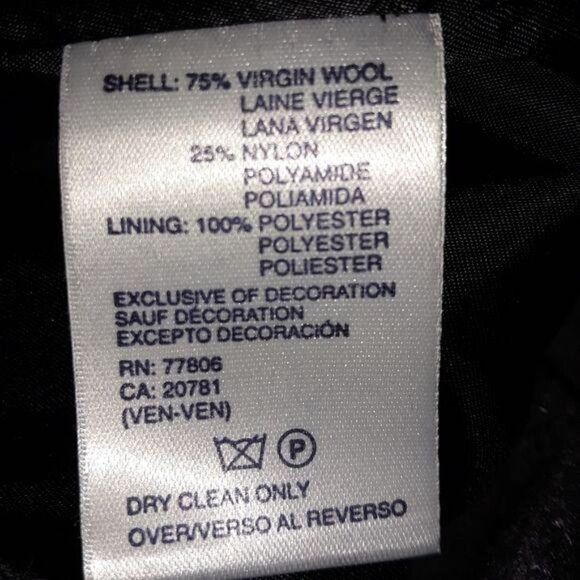 SHELL: 75% VIRGIN WOOL
LAINE VIERGE
LANA VIRGEN
25% NYLON
POLYAMIDE
POLIAMIDA
LINING: 100% POLYESTER
POLYESTER
POLIESTER
EXCLUSIVE OF DECORATION
SAUF DÉCORATION
EXCEPTO DECORACIÓN
RN: 77806
CA: 20781
(VEN-VEN)
P
DRY CLEAN ONLY
OVER/VERSO AL REVERSO